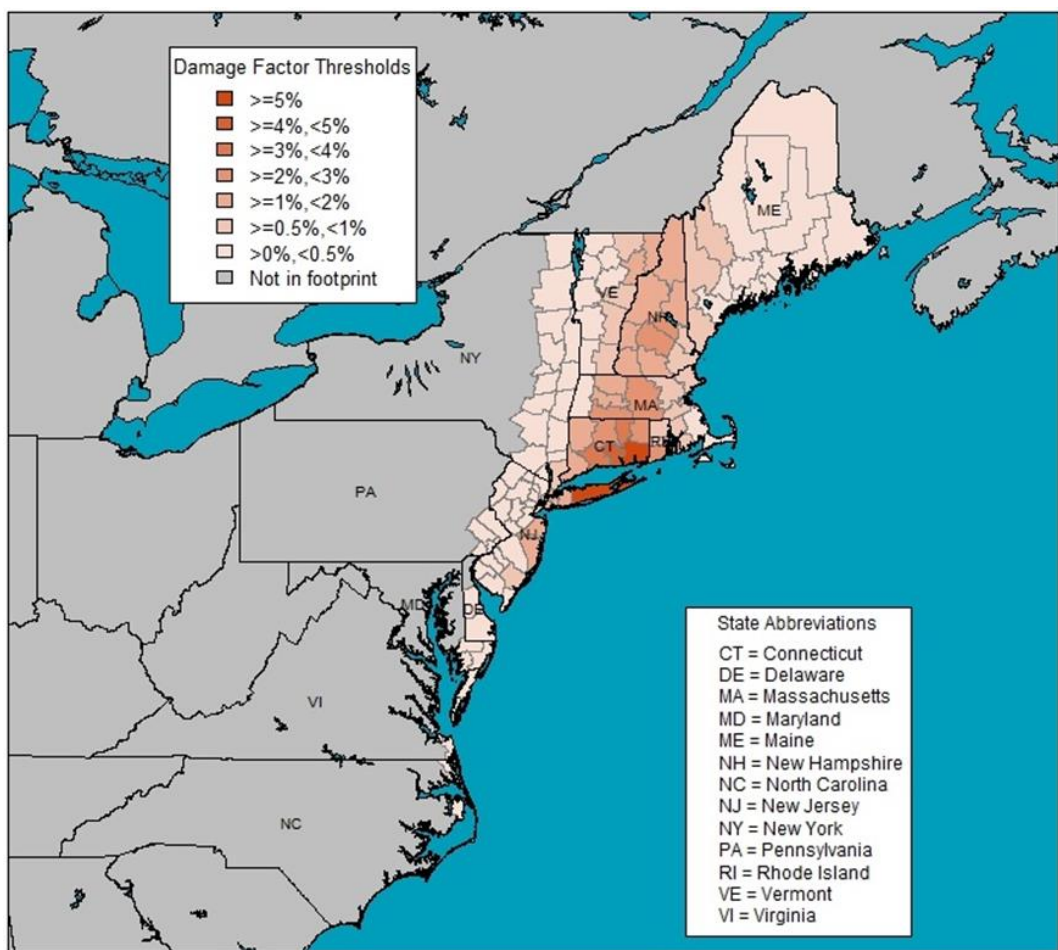 Damage Factor Thresholds
>=5%
>=4%,<5%
>=3%,<4%
>=2%,<3%
>=1%,<2%
>=0.5%,<1%
>0%,<0.5%
Not in footprint
ME
VE
NH
NY
MA
CT
RI
PA
NJ
MD
DE
VI
NC
State Abbreviations
CT = Connecticut
DE = Delaware
MA = Massachusetts
MD = Maryland
ME = Maine
NH = New Hampshire
NC = North Carolina
NJ = New Jersey
NY = New York
PA = Pennsylvania
RI = Rhode Island
VE = Vermont
VI = Virginia